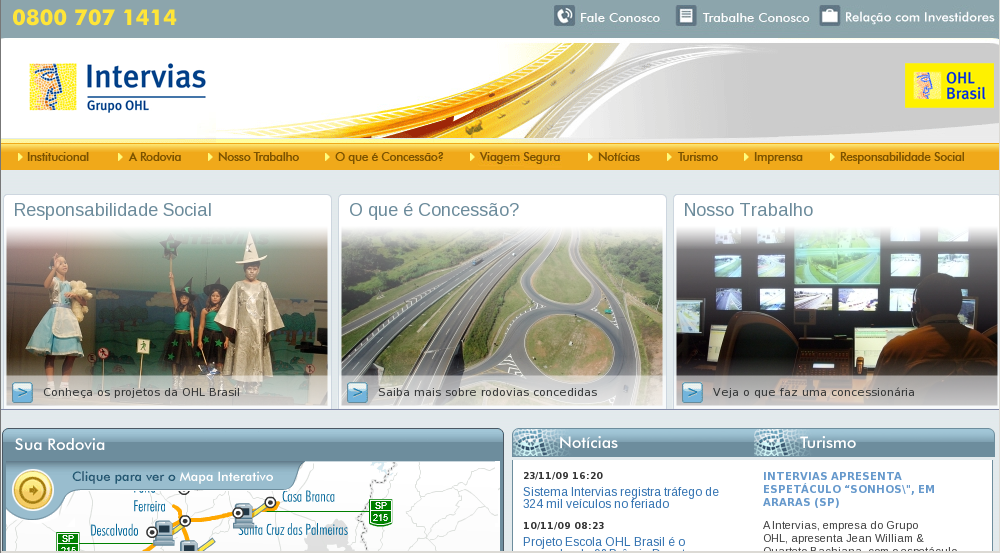 0800 707 1414
Fale Conosco
Trabalhe Conosco
Relação com Investidores
Intervias
Grupo OHL
OHL
Brasil
Institucional
A Rodovia
Nosso Trabalho
O que é Concessão?
Viagem Segura
Notícias
Turismo
Imprensa
Responsabilidade Social
Responsabilidade Social
O que é Concessão?
Nosso Trabalho
Conheça os projetos da OHL Brasil
Saiba mais sobre rodovias concedidas
Veja o que faz uma concessionária
Sua Rodovia
Clique para ver o Mapa Interativo
Casa Branca
Ferreira
SP
215
Descalvado
Santa Cruz das Palmeiras
SP
215
Notícias
23/11/09 16:20
Sistema Intervias registra tráfego de
324 mil veículos no feriado
10/11/09 08:23
Projeto Escola OHL Brasil é o
Turismo
INTERVIAS APRESENTA
ESPETÁCULO “SONHOS\", EM
ARARAS (SP)
A Intervias, empresa do Grupo
OHL, apresenta Jean William &
Quarteto Bachiana, com o espetáculo